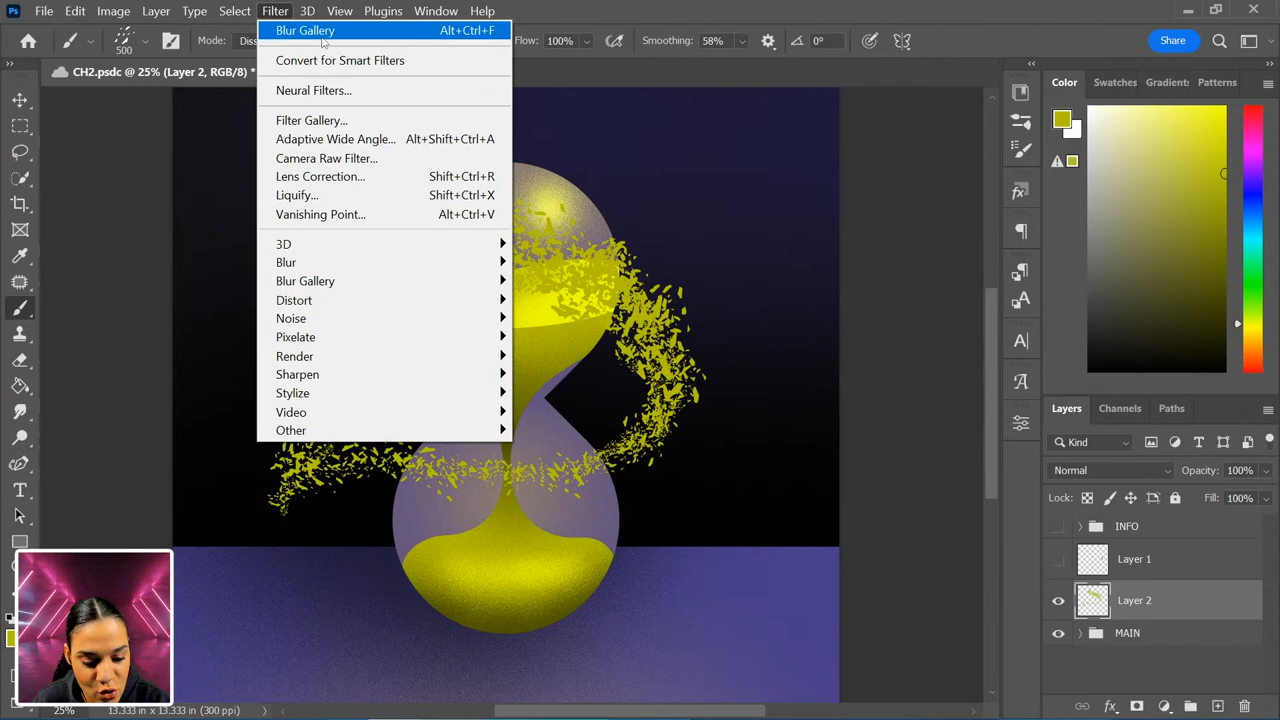 Ps File Edit Image Layer Type Select Filter 3D View Plugins Window Help
500 Mode: Diss Flow: 100% Smoothing: 58% 0° Share
CH2.psdc @ 25% (Layer 2, RGB/8) *
Blur Gallery Alt+Ctrl+F
Convert for Smart Filters
Neural Filters...
Filter Gallery...
Adaptive Wide Angle... Alt+Shift+Ctrl+A
Camera Raw Filter...
Lens Correction... Shift+Ctrl+R
Liquify... Shift+Ctrl+X
Vanishing Point... Alt+Ctrl+V
3D
Blur
Blur Gallery
Distort
Noise
Pixelate
Render
Sharpen
Stylize
Video
Other
Color Swatches Gradient: Patterns
Layers Channels Paths
Kind
Normal Opacity: 100%
Lock: Fill: 100%
INFO
Layer 1
Layer 2
MAIN
25% 13.333 in x 13.333 in (300 ppi)